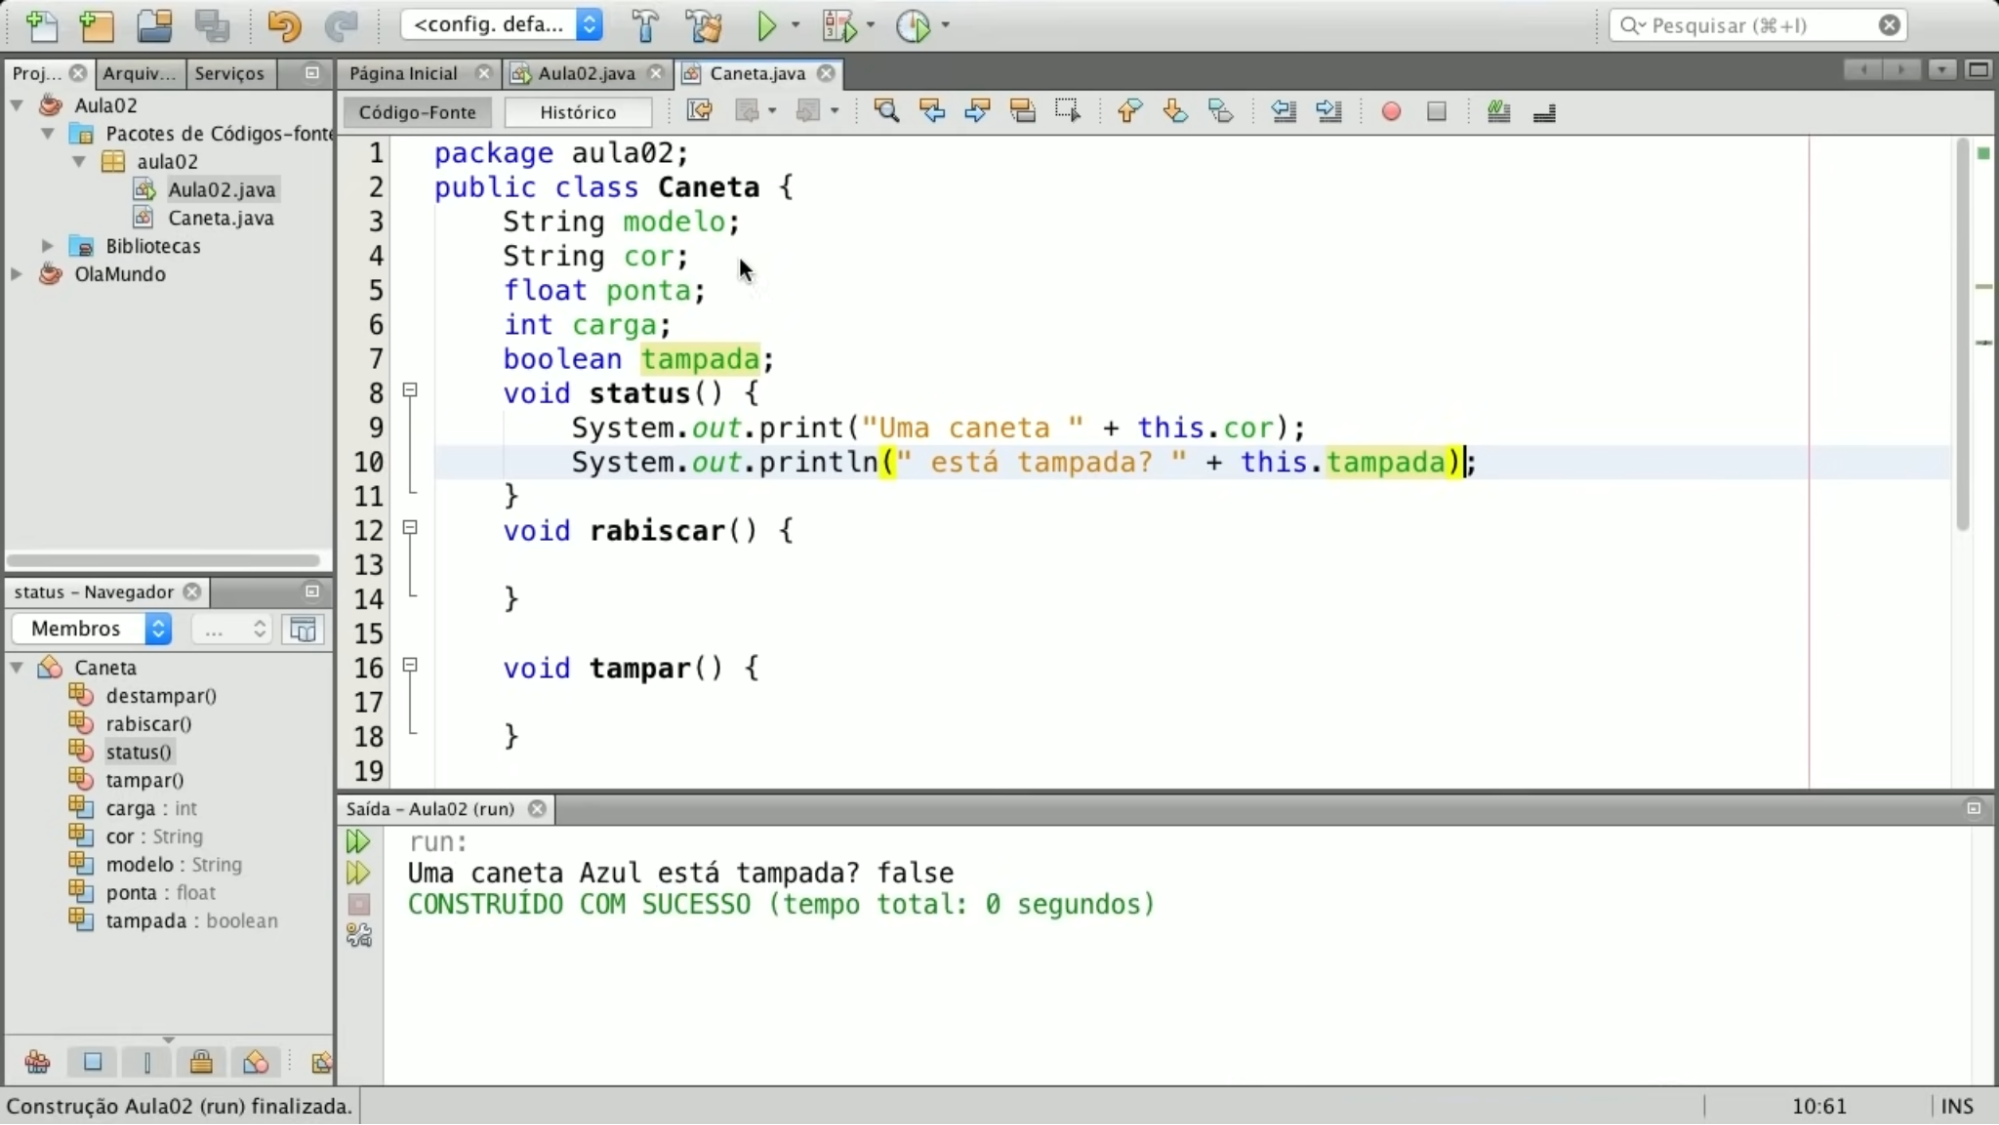 <config. defa...
Pesquisar (⌘+I)
Proj...
Arquiv...
Serviços
Página Inicial
Aula02.java
Caneta.java
Código-Fonte
Histórico
Aula02
Pacotes de Códigos-fonte
aula02
Aula02.java
Caneta.java
Bibliotecas
OlaMundo
1 package aula02;
2 public class Caneta {
3 String modelo;
4 String cor;
5 float ponta;
6 int carga;
7 boolean tampada;
8 void status() {
9 System.out.print("Uma caneta " + this.cor);
10 System.out.println(" está tampada? " + this.tampada);
11 }
12 void rabiscar() {
13
14 }
15
16 void tampar() {
17
18 }
19
status - Navegador
Membros
...
Caneta
destampar()
rabiscar()
status()
tampar()
carga : int
cor : String
modelo : String
ponta : float
tampada : boolean
Saída - Aula02 (run)
run:
Uma caneta Azul está tampada? false
CONSTRUÍDO COM SUCESSO (tempo total: 0 segundos)
Construção Aula02 (run) finalizada.
10:61
INS